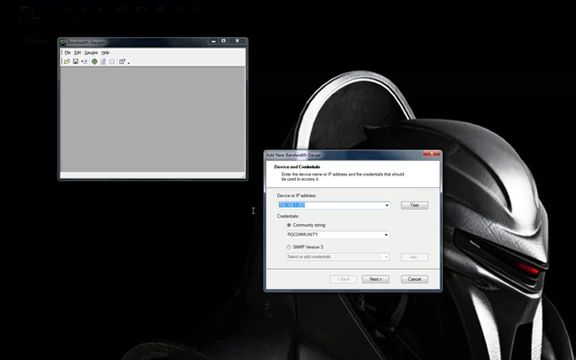 Bandwidth Gauges
File Edit Gauges Help
Add New Bandwidth Gauge
Device and Credentials
Enter the device name or IP address and the credentials that should
be used to access it.
Device or IP address:
Test
Credentials:
Community string:
ROCOMMUNITY
SNMP Version 3:
Select or add credentials
Add
< Back
Next >
Cancel